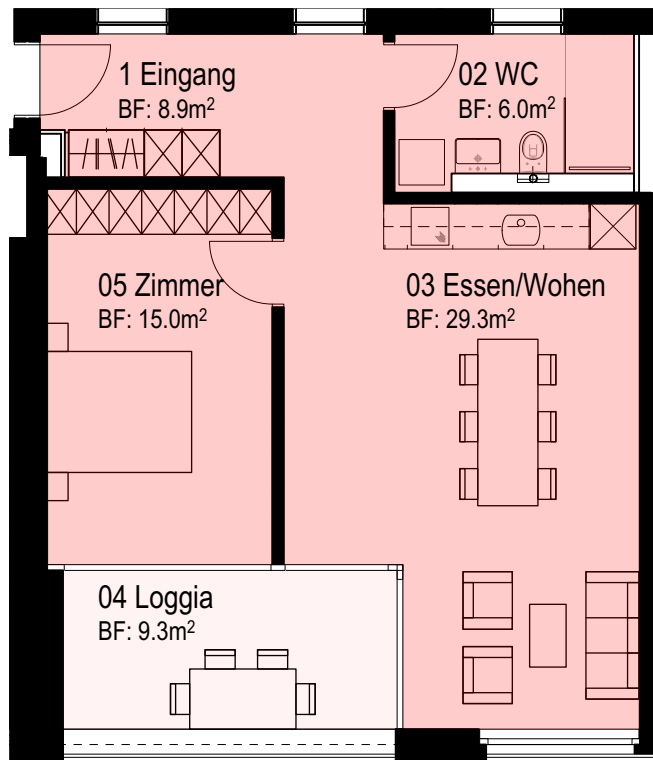 1 Eingang
BF: 8.9m²
02 WC
BF: 6.0m²
05 Zimmer
BF: 15.0m²
03 Essen/Wohen
BF: 29.3m²
04 Loggia
BF: 9.3m²